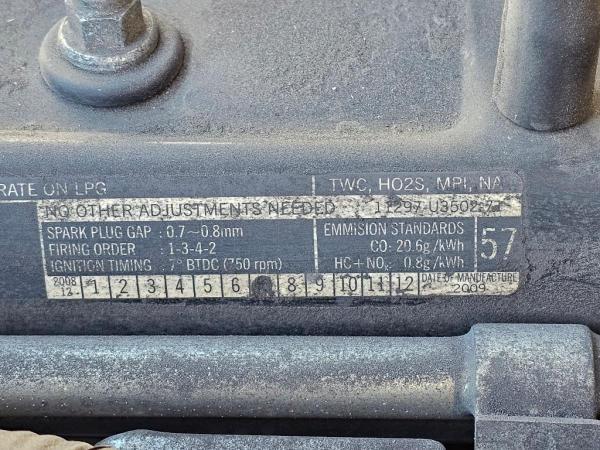 RATE ON LPG
TWC, HO2S, MPI, NA
NO OTHER ADJUSTMENTS NEEDED
SPARK PLUG GAP : 0.7~0.8mm
FIRING ORDER : 1-3-4-2
IGNITION TIMING : 7° BTDC (750 rpm)
EMMISION STANDARDS
CO: 20.6g/kWh
HC+NOx 0.8g/kWh
57
2008 12 1 2 3 4 5 6 8 9 10 11 12 DATE OF MANUFACTURE 2009